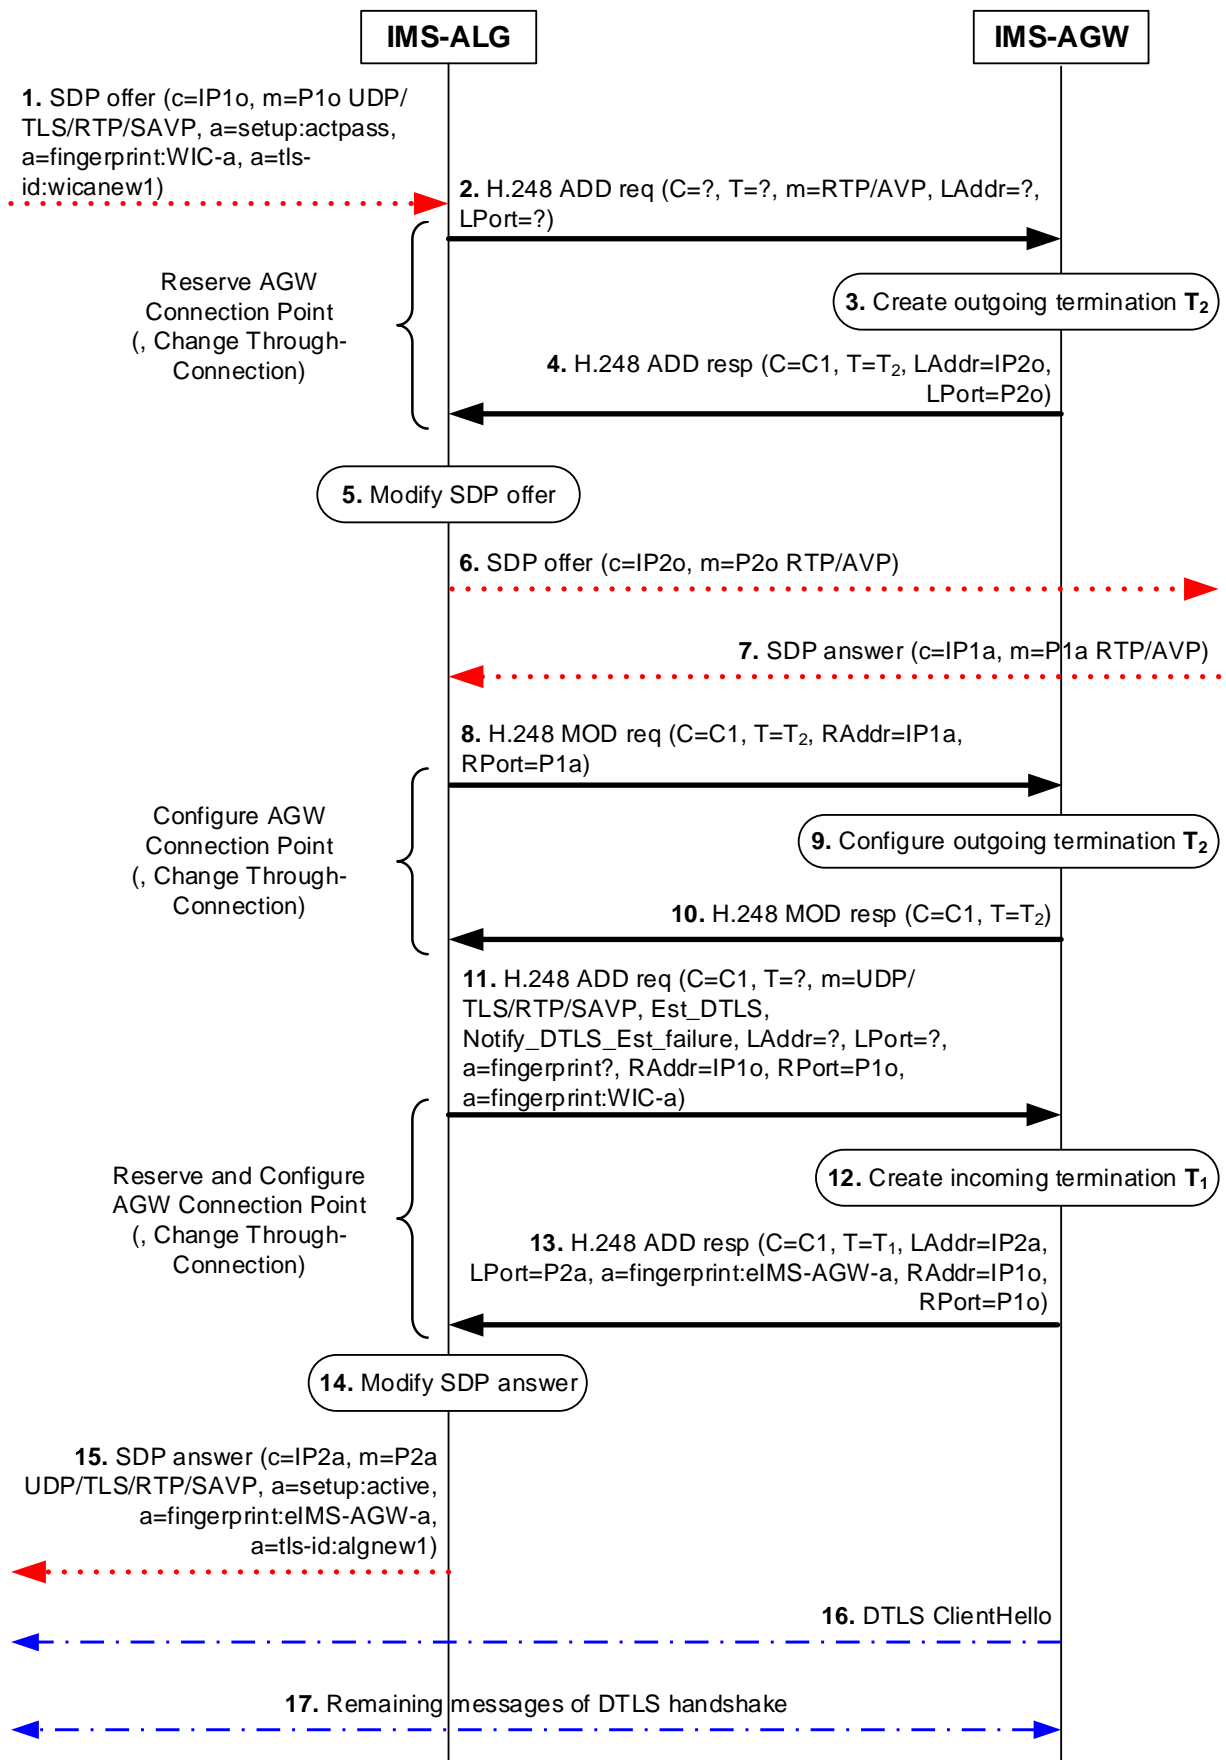 IMS-ALG
IMS-AGW
1. SDP offer (c=IP1o, m=P1o UDP/
TLS/RTP/SAVP, a=setup:actpass,
a=fingerprint:WIC-a, a=tls-
id:wicanew1)
2. H.248 ADD req (C=?, T=?, m=RTP/AVP, LAddr=?,
LPort=?)
Reserve AGW
Connection Point
(, Change Through-
Connection)
3. Create outgoing termination T2
4. H.248 ADD resp (C=C1, T=T2, LAddr=IP2o,
LPort=P2o)
5. Modify SDP offer
6. SDP offer (c=IP2o, m=P2o RTP/AVP)
7. SDP answer (c=IP1a, m=P1a RTP/AVP)
8. H.248 MOD req (C=C1, T=T2, RAddr=IP1a,
RPort=P1a)
Configure AGW
Connection Point
(, Change Through-
Connection)
9. Configure outgoing termination T2
10. H.248 MOD resp (C=C1, T=T2)
11. H.248 ADD req (C=C1, T=?, m=UDP/
TLS/RTP/SAVP, Est_DTLS,
Notify_DTLS_Est_failure, LAddr=?, LPort=?,
a=fingerprint?, RAddr=IP1o, RPort=P1o,
a=fingerprint:WIC-a)
Reserve and Configure
AGW Connection Point
(, Change Through-
Connection)
12. Create incoming termination T1
13. H.248 ADD resp (C=C1, T=T1, LAddr=IP2a,
LPort=P2a, a=fingerprint:eIMS-AGW-a, RAddr=IP1o,
RPort=P1o)
14. Modify SDP answer
15. SDP answer (c=IP2a, m=P2a
UDP/TLS/RTP/SAVP, a=setup:active,
a=fingerprint:eIMS-AGW-a,
a=tls-id:algnew1)
16. DTLS ClientHello
17. Remaining messages of DTLS handshake